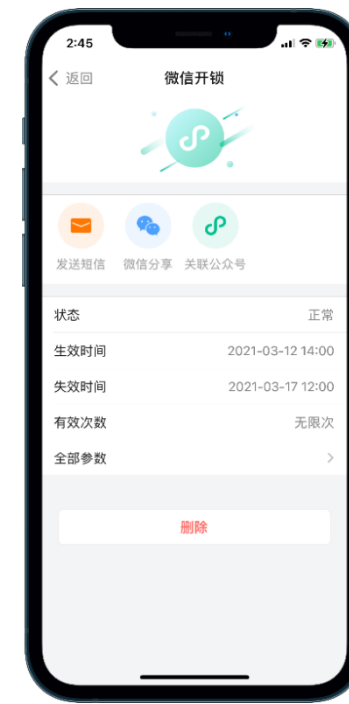 2:45
返回 微信开锁
发送短信 微信分享 关联公众号
状态 正常
生效时间 2021-03-12 14:00
失效时间 2021-03-17 12:00
有效次数 无限次
全部参数
删除